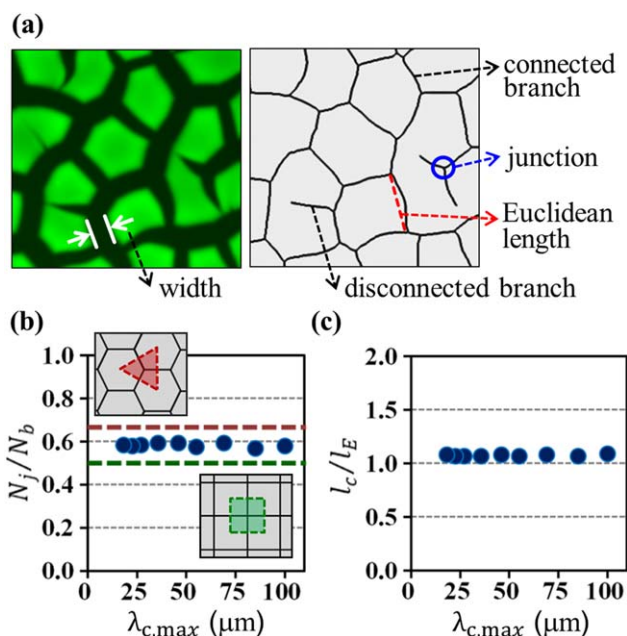 (a)
connected
branch
junction
Euclidean
length
width
disconnected branch
(b)
(c)
1.0
0.8
0.6
0.4
0.2
0.0
N_j/N_b
0 25 50 75 100
λ_c,max (μm)
2.0
1.5
1.0
0.5
0.0
l_c/l_E
0 25 50 75 100
λ_c,max (μm)